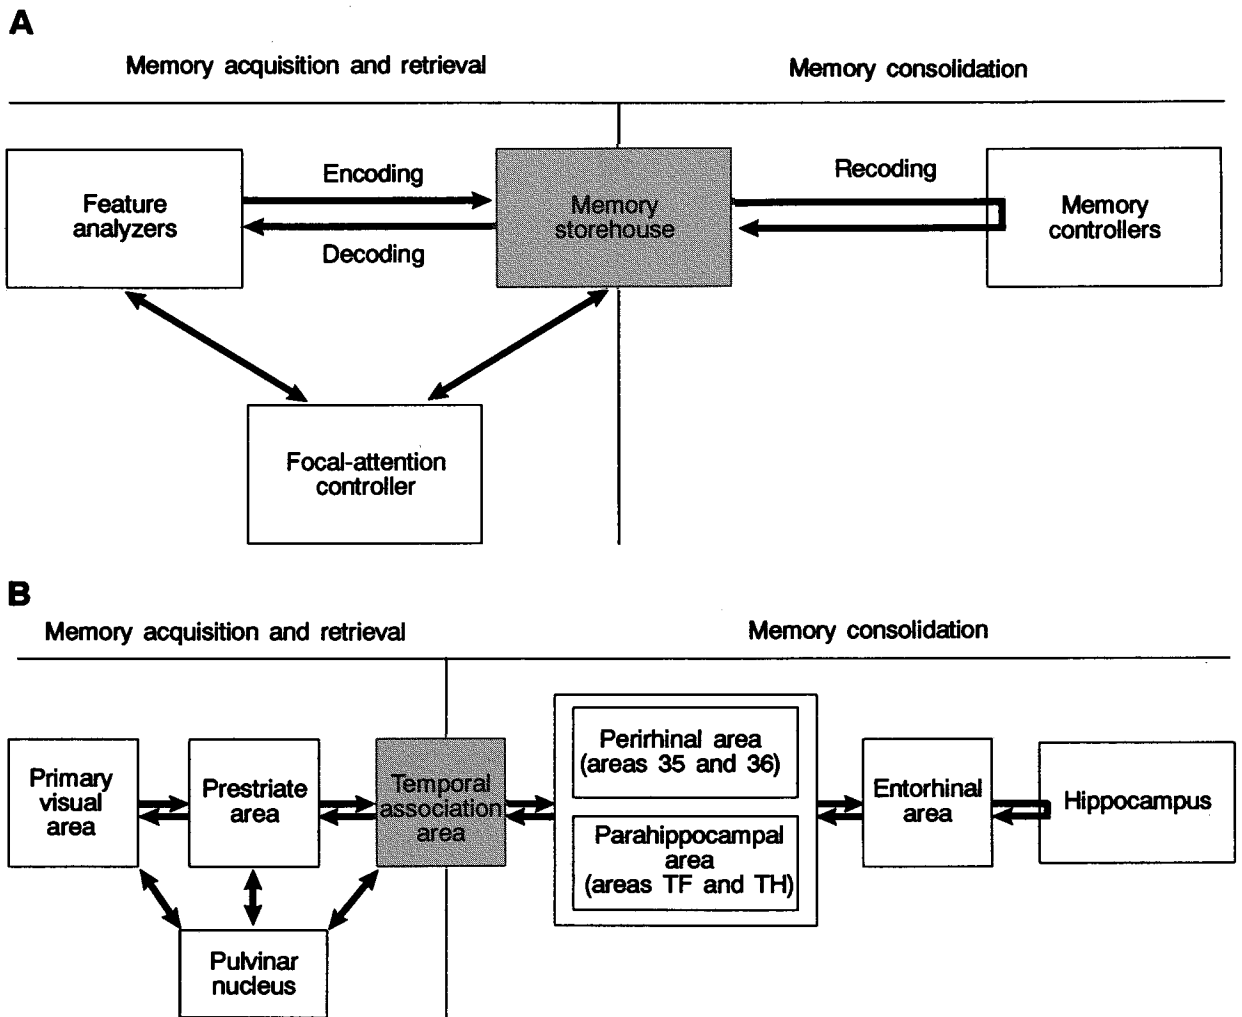 A
Memory acquisition and retrieval
Memory consolidation
Feature
analyzers
Encoding
Decoding
Memory
storehouse
Recoding
Memory
controllers
Focal-attention
controller
B
Memory acquisition and retrieval
Memory consolidation
Primary
visual
area
Prestriate
area
Temporal
association
area
Perirhinal area
(areas 35 and 36)
Parahippocampal
area
(areas TF and TH)
Entorhinal
area
Hippocampus
Pulvinar
nucleus